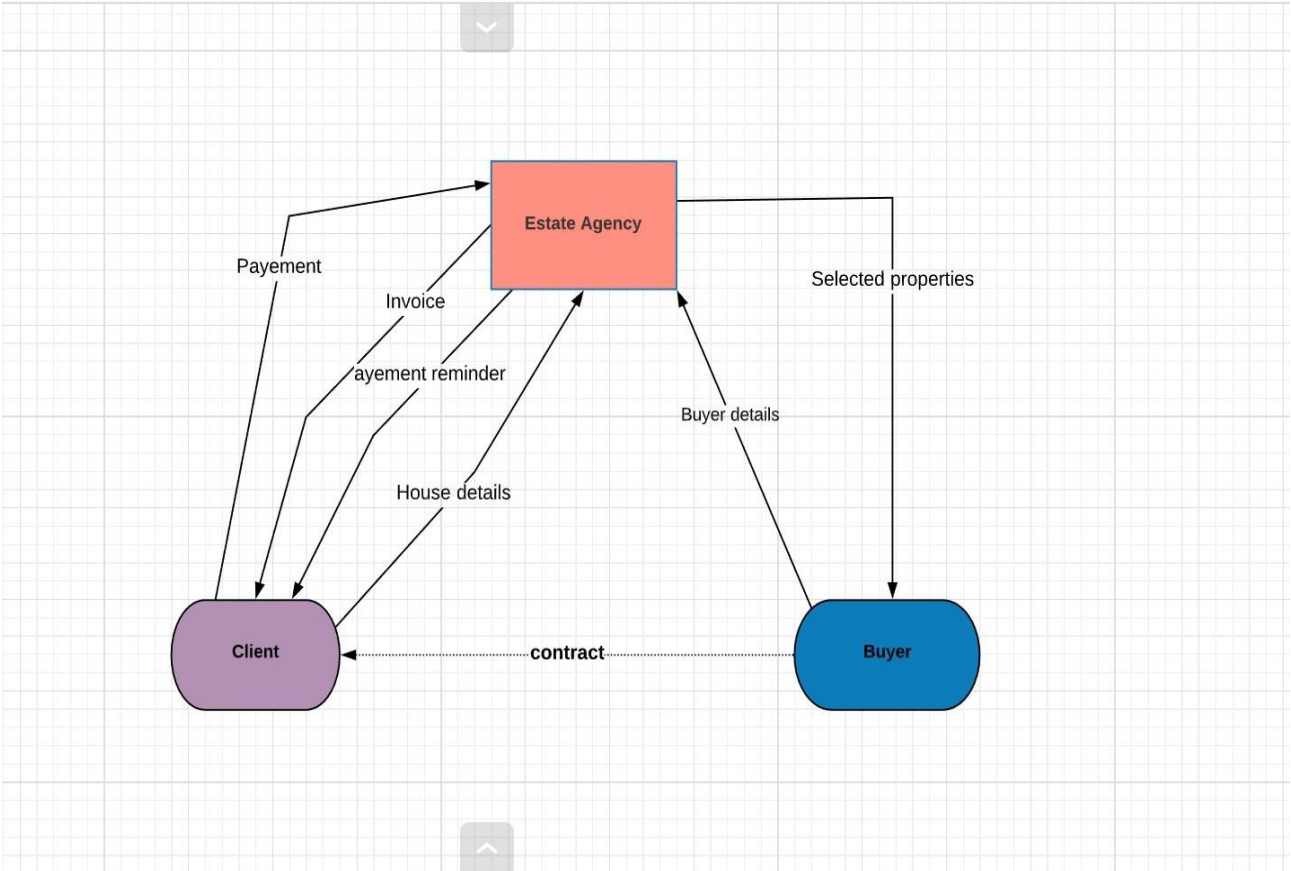 Estate Agency
Payement
Selected properties
Invoice
ayement reminder
Buyer details
House details
Client
contract
Buyer